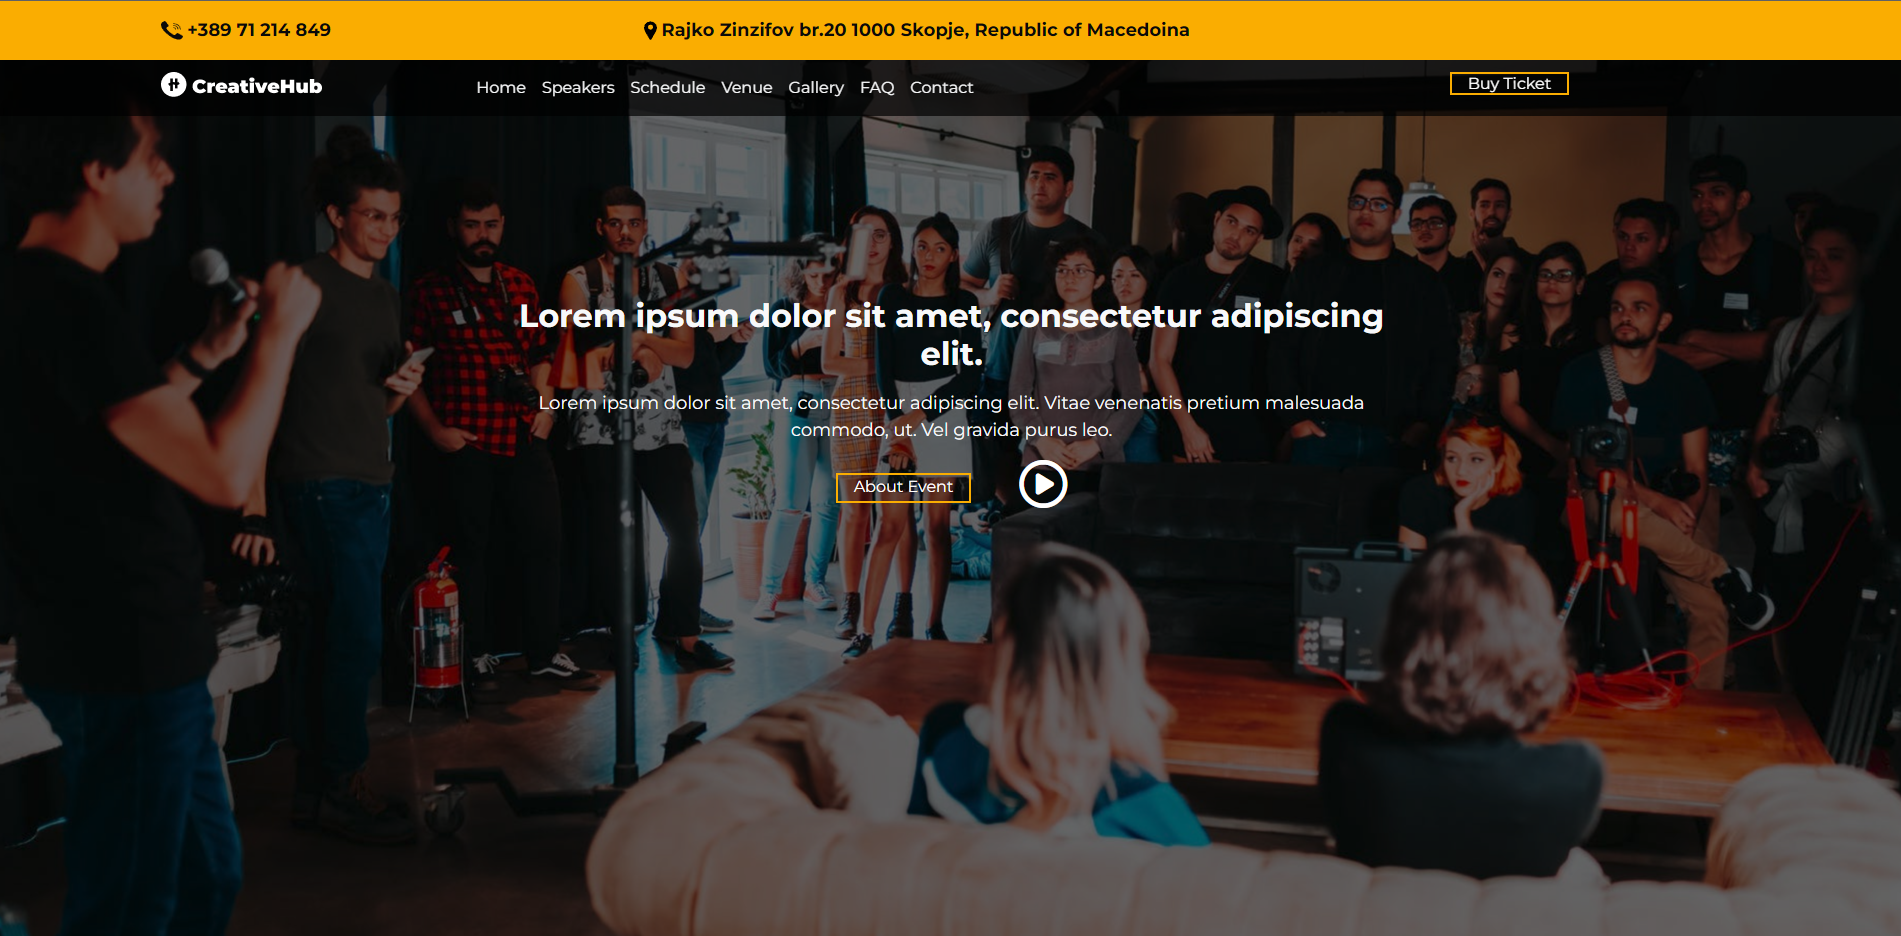 +389 71 214 849
Rajko Zinzifov br.20 1000 Skopje, Republic of Macedoina
CreativeHub
Home Speakers Schedule Venue Gallery FAQ Contact
Buy Ticket
Lorem ipsum dolor sit amet, consectetur adipiscing
elit.
Lorem ipsum dolor sit amet, consectetur adipiscing elit. Vitae venenatis pretium malesuada
commodo, ut. Vel gravida purus leo.
About Event